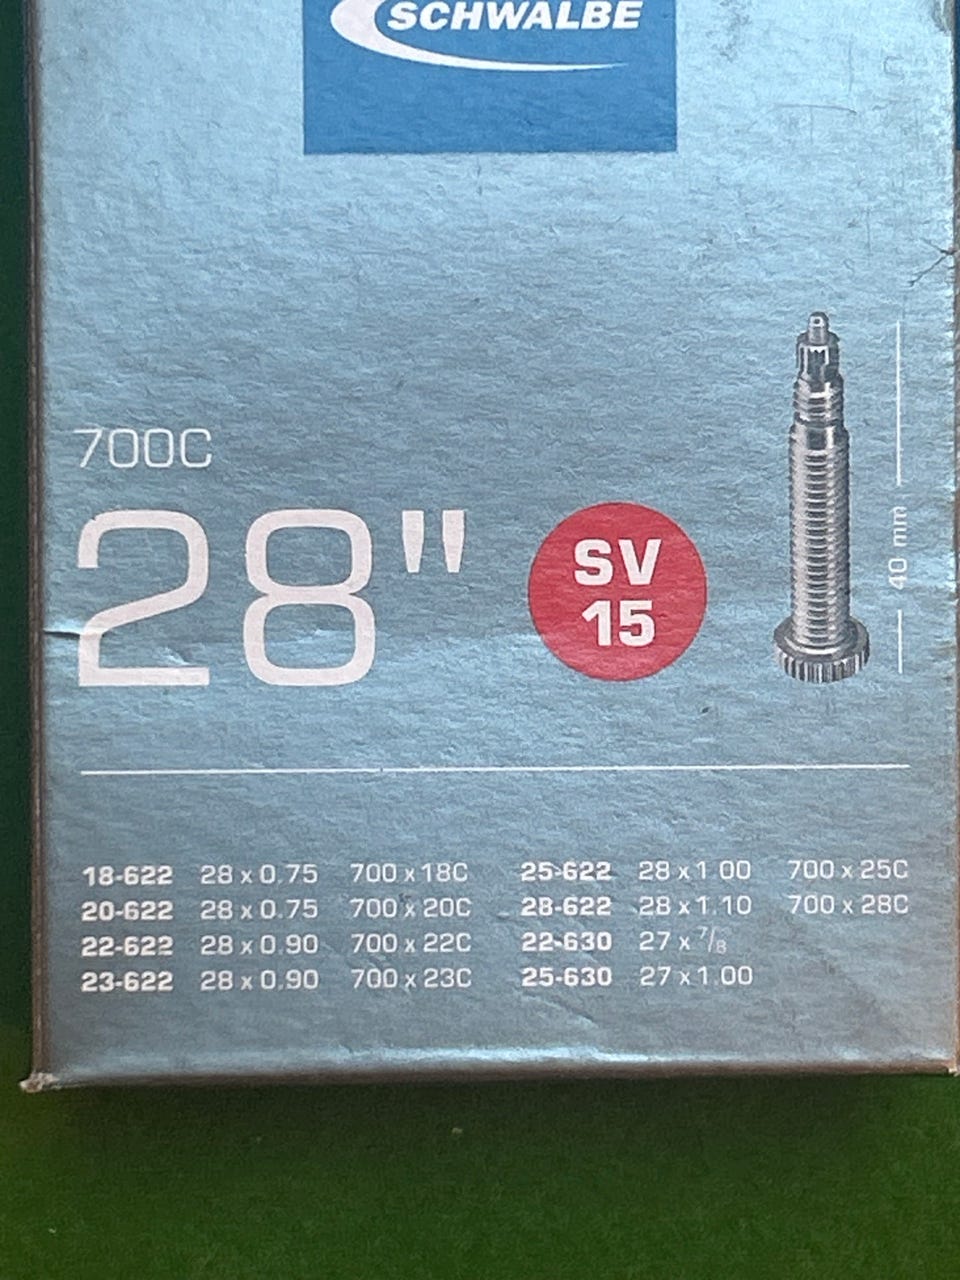 SCHWALBE
700C
28"
SV
15
40 mm
18-622 28 x 0.75 700 x 18C 25-622 28 x 1.00 700 x 25C
20-622 28 x 0.75 700 x 20C 28-622 28 x 1.10 700 x 28C
22-622 28 x 0.90 700 x 22C 22-630 27 x 7/8
23-622 28 x 0.90 700 x 23C 25-630 27 x 1.00